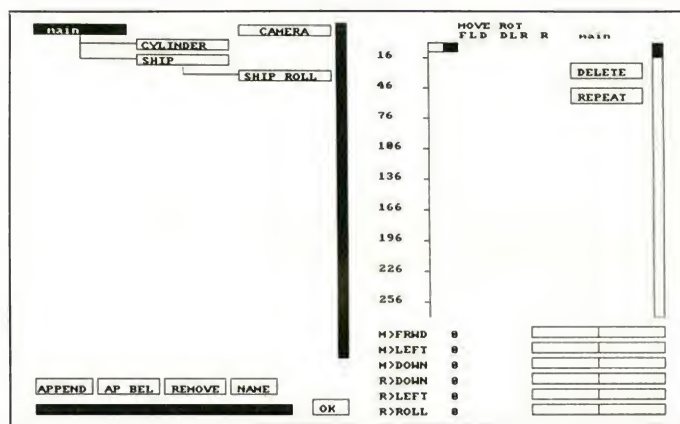 main
CAMERA
CYLINDER
SHIP
SHIP ROLL
APPEND AP BEL REMOVE NAME
OK
MOVE ROT
FLD DLR R main
16
46
76
106
136
166
196
226
256
DELETE
REPEAT
M>FRWD 0
M>LEFT 0
M>DOWN 0
R>DOWN 0
R>LEFT 0
R>ROLL 0